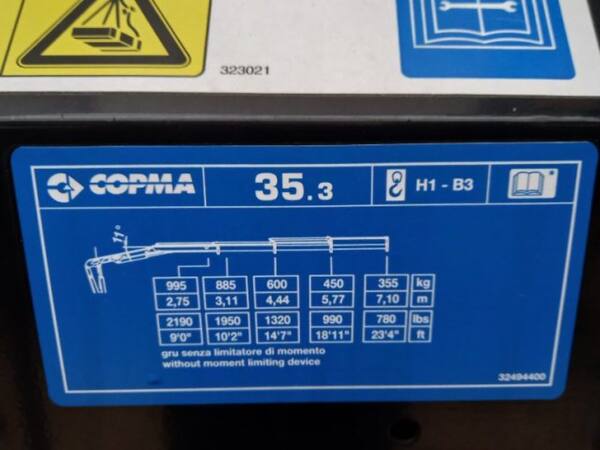 323021
COPMA 35.3 H1 - B3
11°
995 885 600 450 355 kg
2,75 3,11 4,44 5,77 7,10 m
2190 1950 1320 990 780 lbs
9'0" 10'2" 14'7" 18'11" 23'4" ft
gru senza limitatore di momento
without moment limiting device
32494400